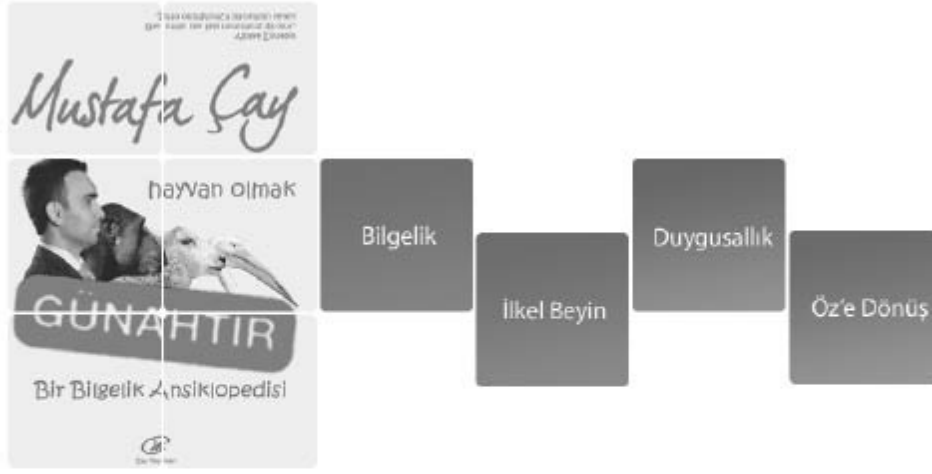 Mustafa Çay
hayvan olmak
GÜNAHTIR
Bir Bilgelik Ansiklopedisi
Bilgelik
İlkel Beyin
Duygusallık
Öz'e Dönüş